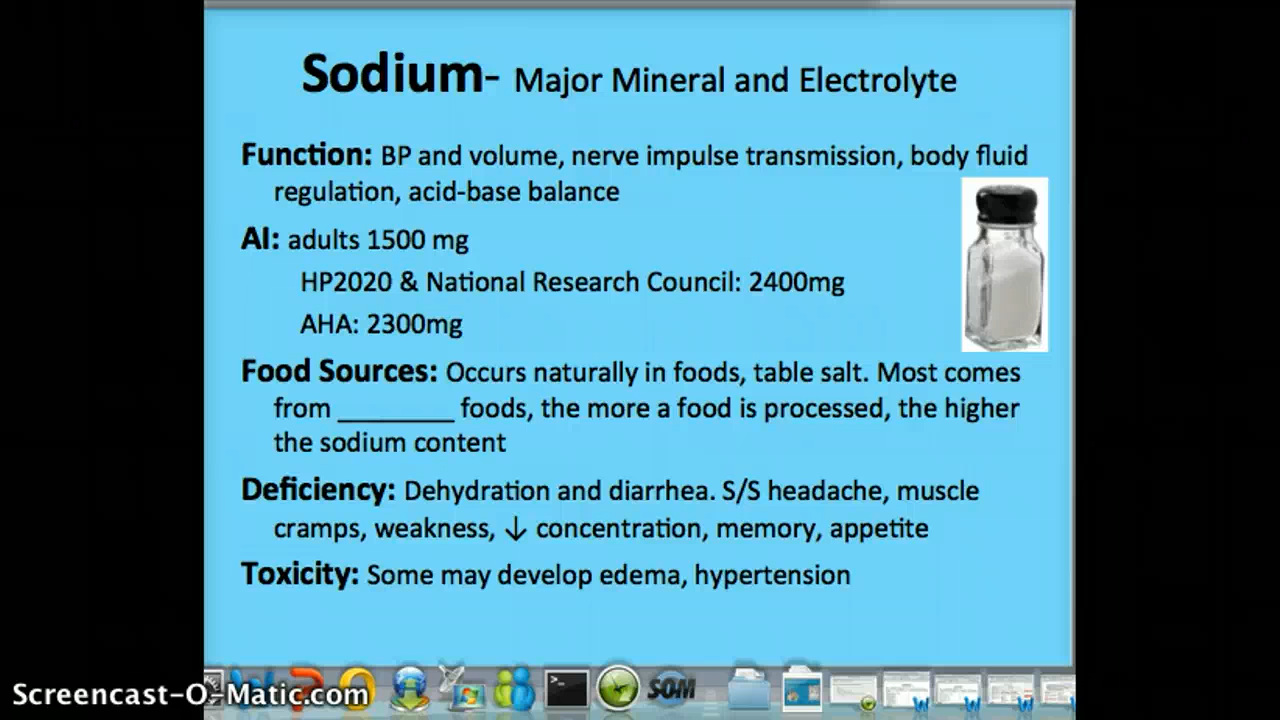 Sodium- Major Mineral and Electrolyte
Function: BP and volume, nerve impulse transmission, body fluid
regulation, acid-base balance
AI: adults 1500 mg
HP2020 & National Research Council: 2400mg
AHA: 2300mg
Food Sources: Occurs naturally in foods, table salt. Most comes
from ________ foods, the more a food is processed, the higher
the sodium content
Deficiency: Dehydration and diarrhea. S/S headache, muscle
cramps, weakness, ↓ concentration, memory, appetite
Toxicity: Some may develop edema, hypertension
SOM
Screencast-O-Matic.com